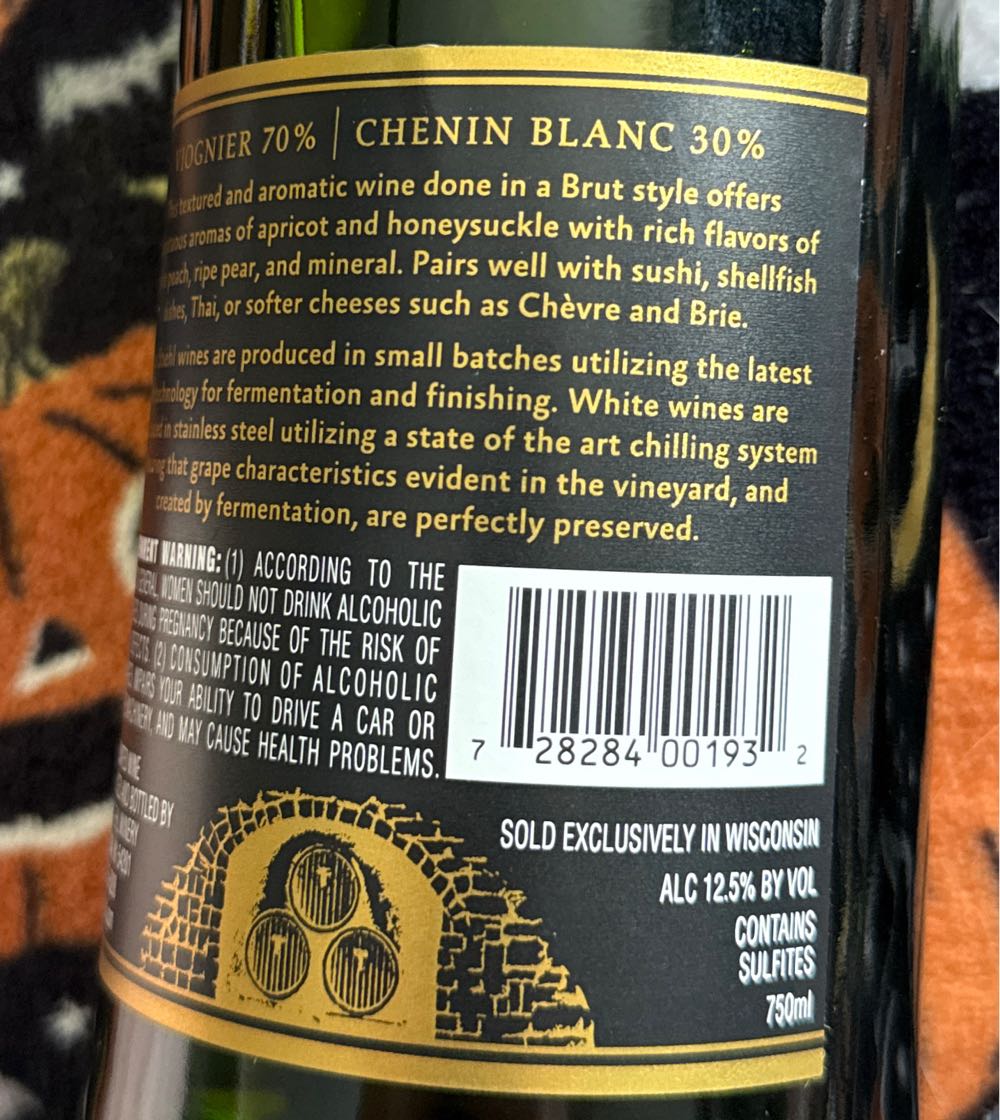 VIOGNIER 70% | CHENIN BLANC 30%
This textured and aromatic wine done in a Brut style offers
aromas of apricot and honeysuckle with rich flavors of
peach, ripe pear, and mineral. Pairs well with sushi, shellfish
Thai, or softer cheeses such as Chèvre and Brie.
wines are produced in small batches utilizing the latest
technology for fermentation and finishing. White wines are
in stainless steel utilizing a state of the art chilling system
that grape characteristics evident in the vineyard, and
created by fermentation, are perfectly preserved.
WARNING: (1) ACCORDING TO THE
WOMEN SHOULD NOT DRINK ALCOHOLIC
DURING PREGNANCY BECAUSE OF THE RISK OF
(2) CONSUMPTION OF ALCOHOLIC
YOUR ABILITY TO DRIVE A CAR OR
AND MAY CAUSE HEALTH PROBLEMS.
7 28284 00193 2
WINE
BOTTLED BY
WINERY
SOLD EXCLUSIVELY IN WISCONSIN
ALC 12.5% BY VOL
CONTAINS
SULFITES
750ml